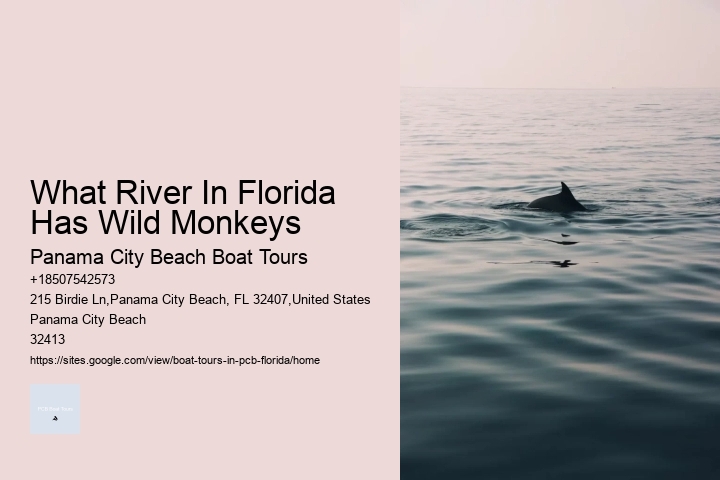 What River In Florida
Has Wild Monkeys
Panama City Beach Boat Tours
+18507542573
215 Birdie Ln,Panama City Beach, FL 32407,United States
Panama City Beach
32413
https://sites.google.com/view/boat-tours-in-pcb-florida/home